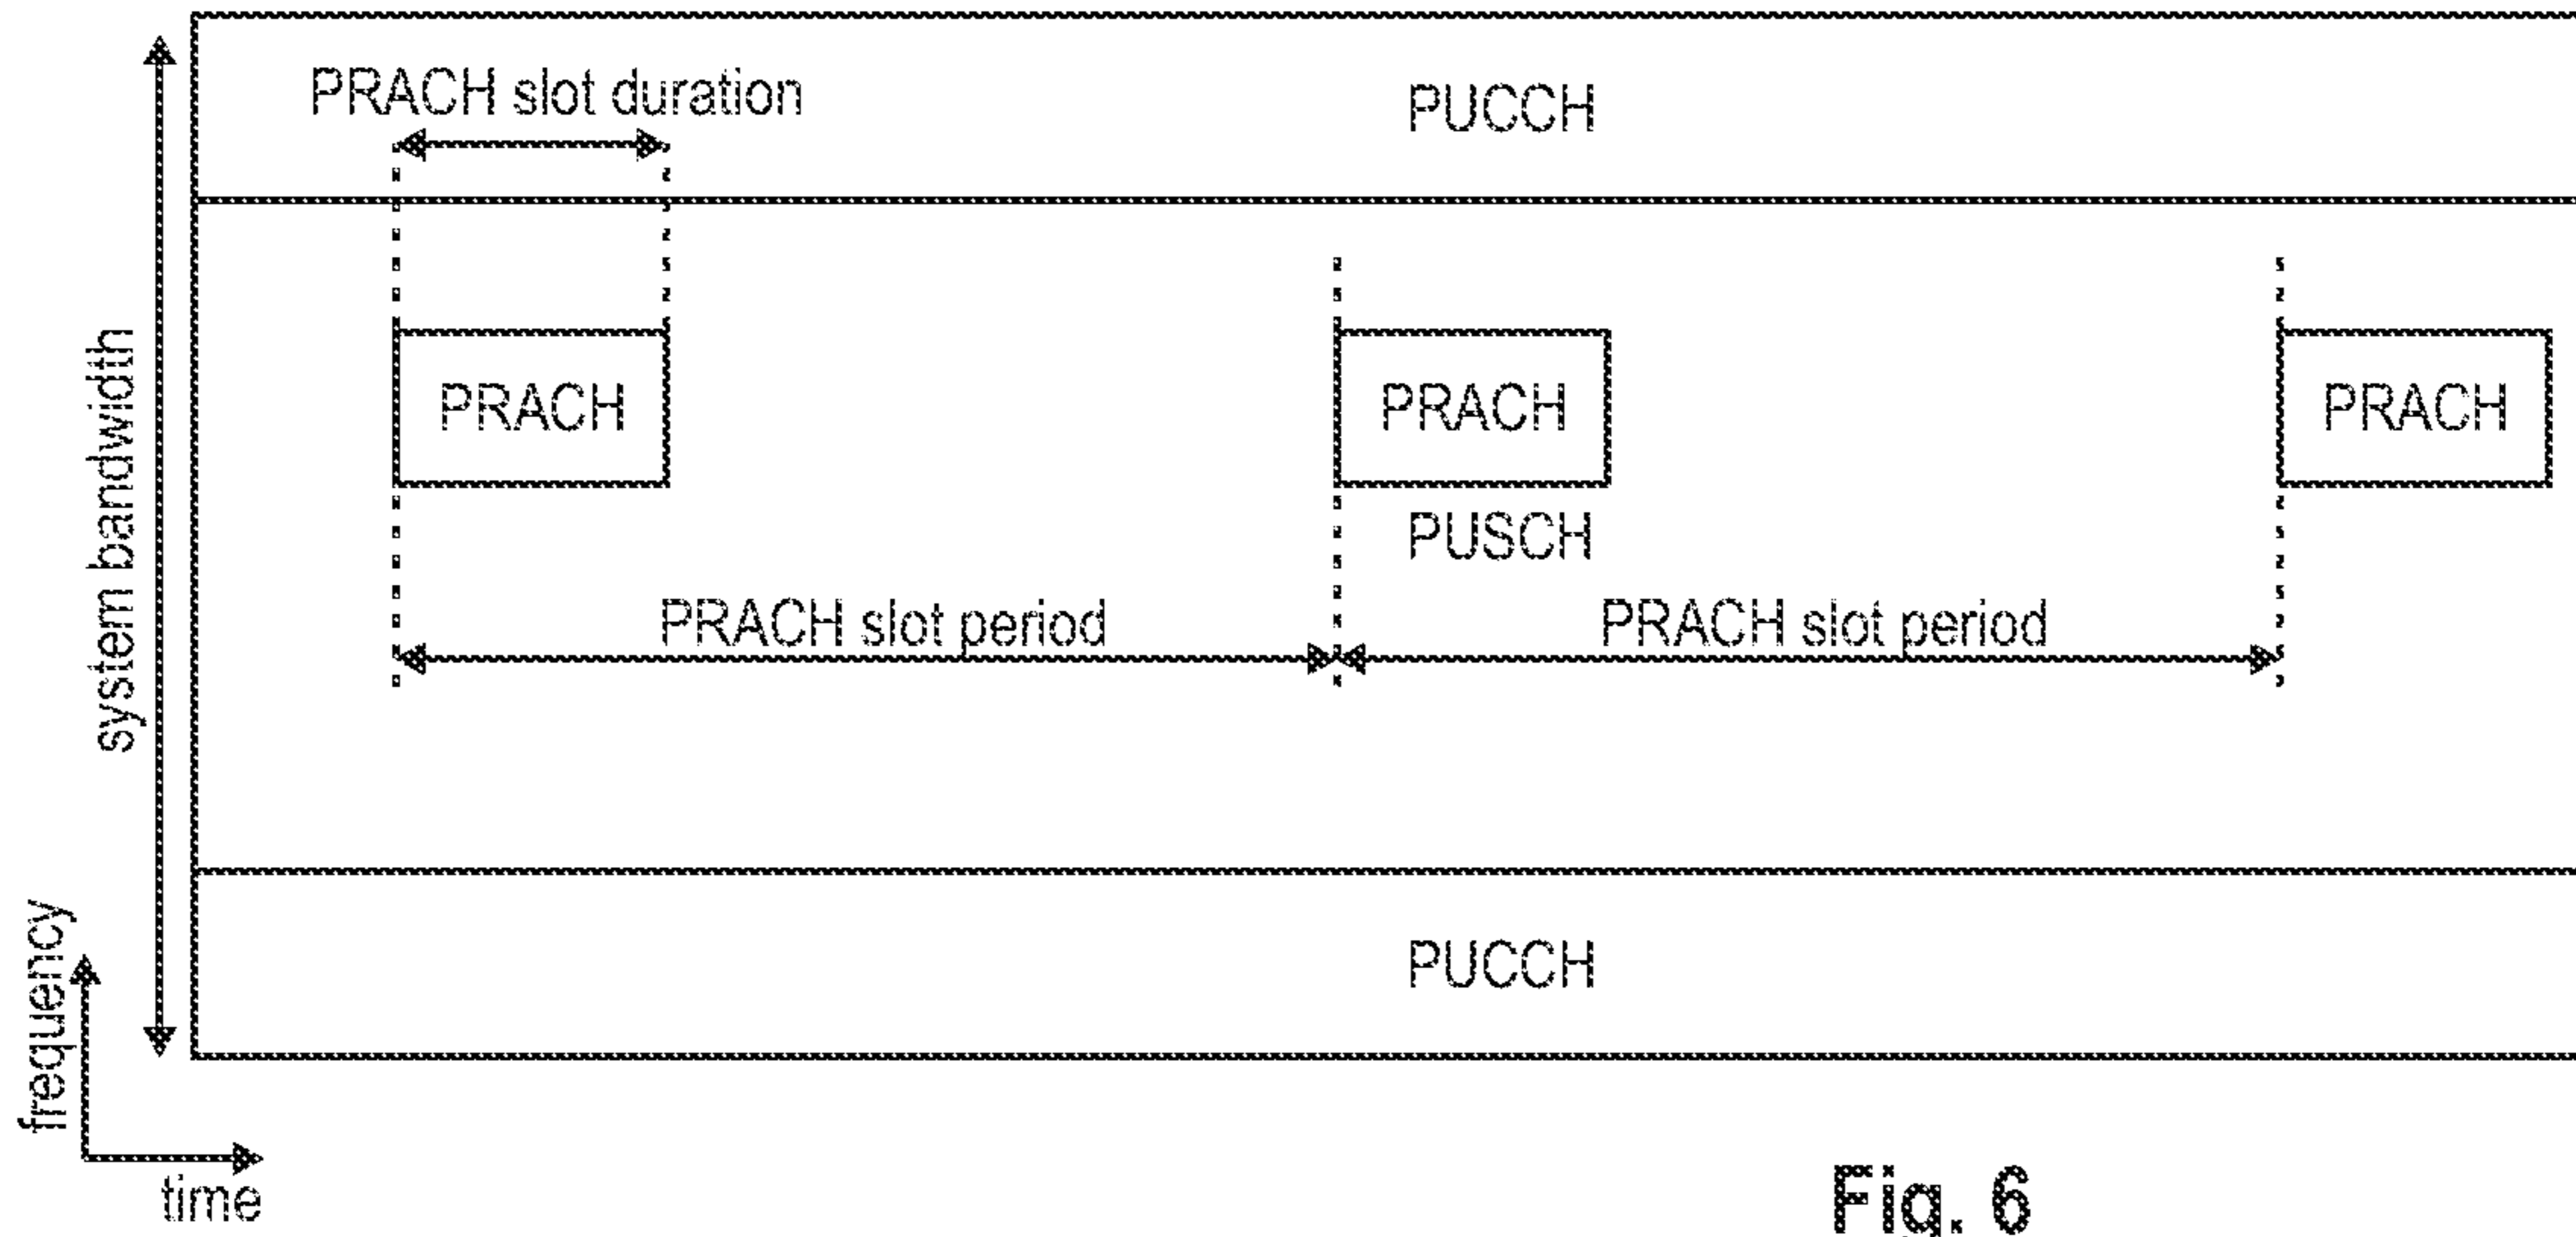 PRACH slot duration
PUCCH
system bandwidth
PRACH
PRACH
PRACH
PUSCH
PRACH slot period
PRACH slot period
PUCCH
frequency
time
Fig. 6